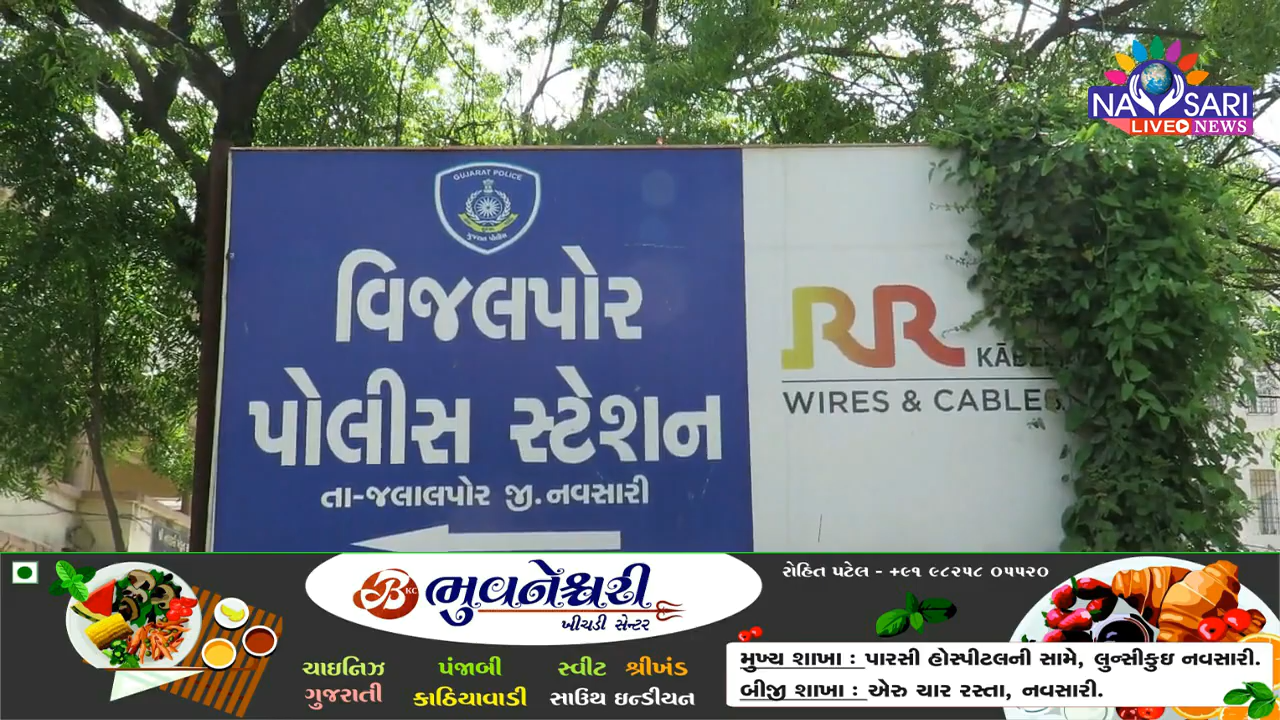 NAVSARI
LIVE NEWS
GUJARAT POLICE
ગુજરાત પોલીસ
વિજલપોર
પોલીસ સ્ટેશન
તા-જલાલપોર જી.નવસારી
RR
WIRES & CABLES
ભુવનેશ્વરી
ખીચડી સેન્ટર
રોહિત પટેલ - +૯૧ ૯૮૨૫૮ ૦૫૫૨૦
ચાઇનિઝ પંજાબી સ્વીટ શ્રીખંડ
ગુજરાતી કાઠિયાવાડી સાઉથ ઇન્ડીયન
મુખ્ય શાખા : પારસી હોસ્પીટલની સામે, લુન્સીકુઇ નવસારી.
બીજી શાખા : એરુ ચાર રસ્તા, નવસારી.